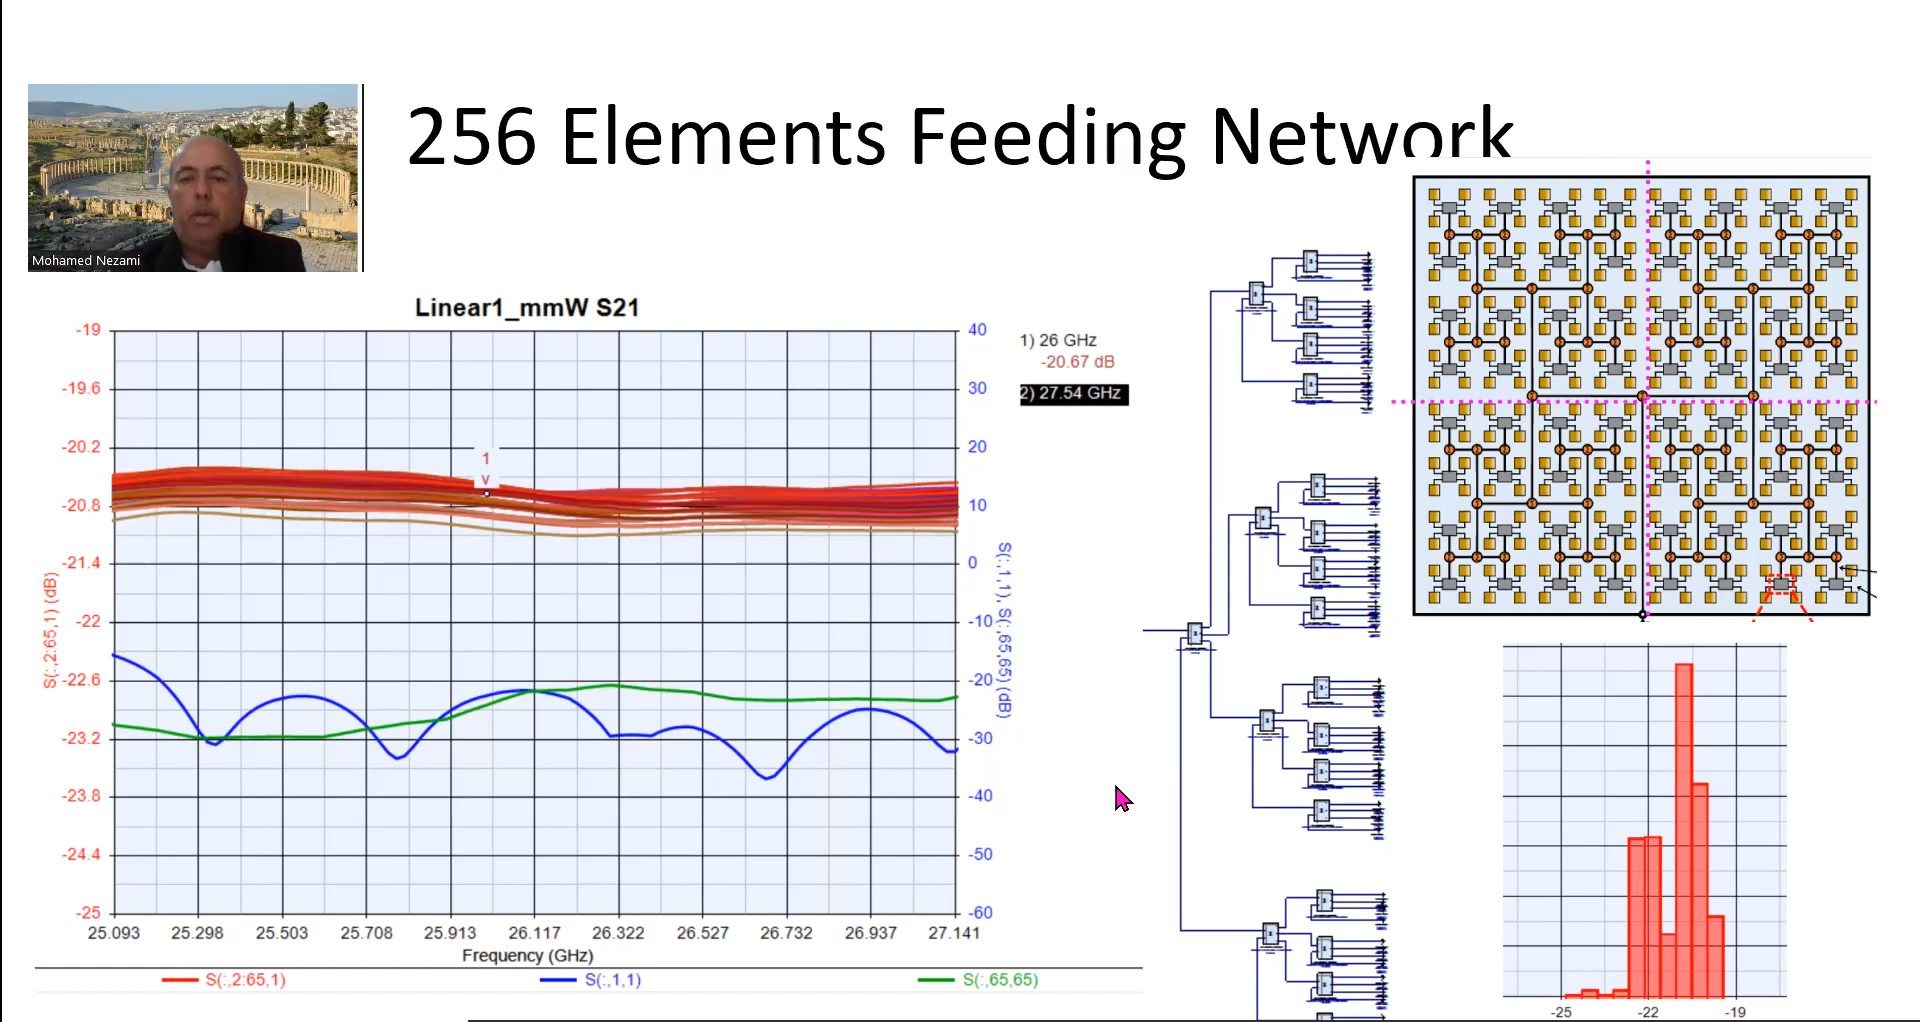 256 Elements Feeding Network
Mohamed Nezami
Linear1_mmW S21
-19
-19.6
-20.2
-20.8
-21.4
-22
-22.6
-23.2
-23.8
-24.4
-25
S(:,2:65,1) (dB)
40
30
20
10
0
-10
-20
-30
-40
-50
-60
S(:,1,1), S(:,65,65) (dB)
1
v
1) 26 GHz
-20.67 dB
2) 27.54 GHz
25.093 25.298 25.503 25.708 25.913 26.117 26.322 26.527 26.732 26.937 27.141
Frequency (GHz)
S(:,2:65,1) S(:,1,1) S(:,65,65)
-25 -22 -19